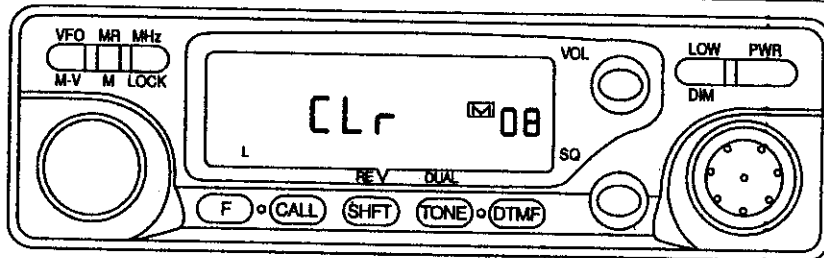 VFO MR MHz
M-V M LOCK
VOL
LOW PWR
DIM
CLr M 08
L
SQ
REV DUAL
F CALL SHFT TONE DTMF